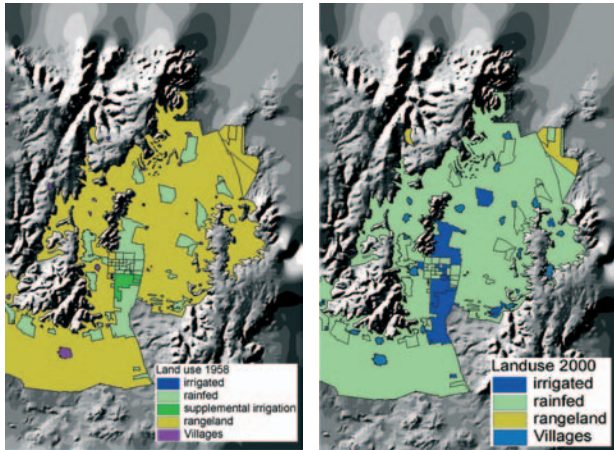 Land use 1958
irrigated
rainfed
supplemental irrigation
rangeland
Villages
Landuse 2000
irrigated
rainfed
rangeland
Villages